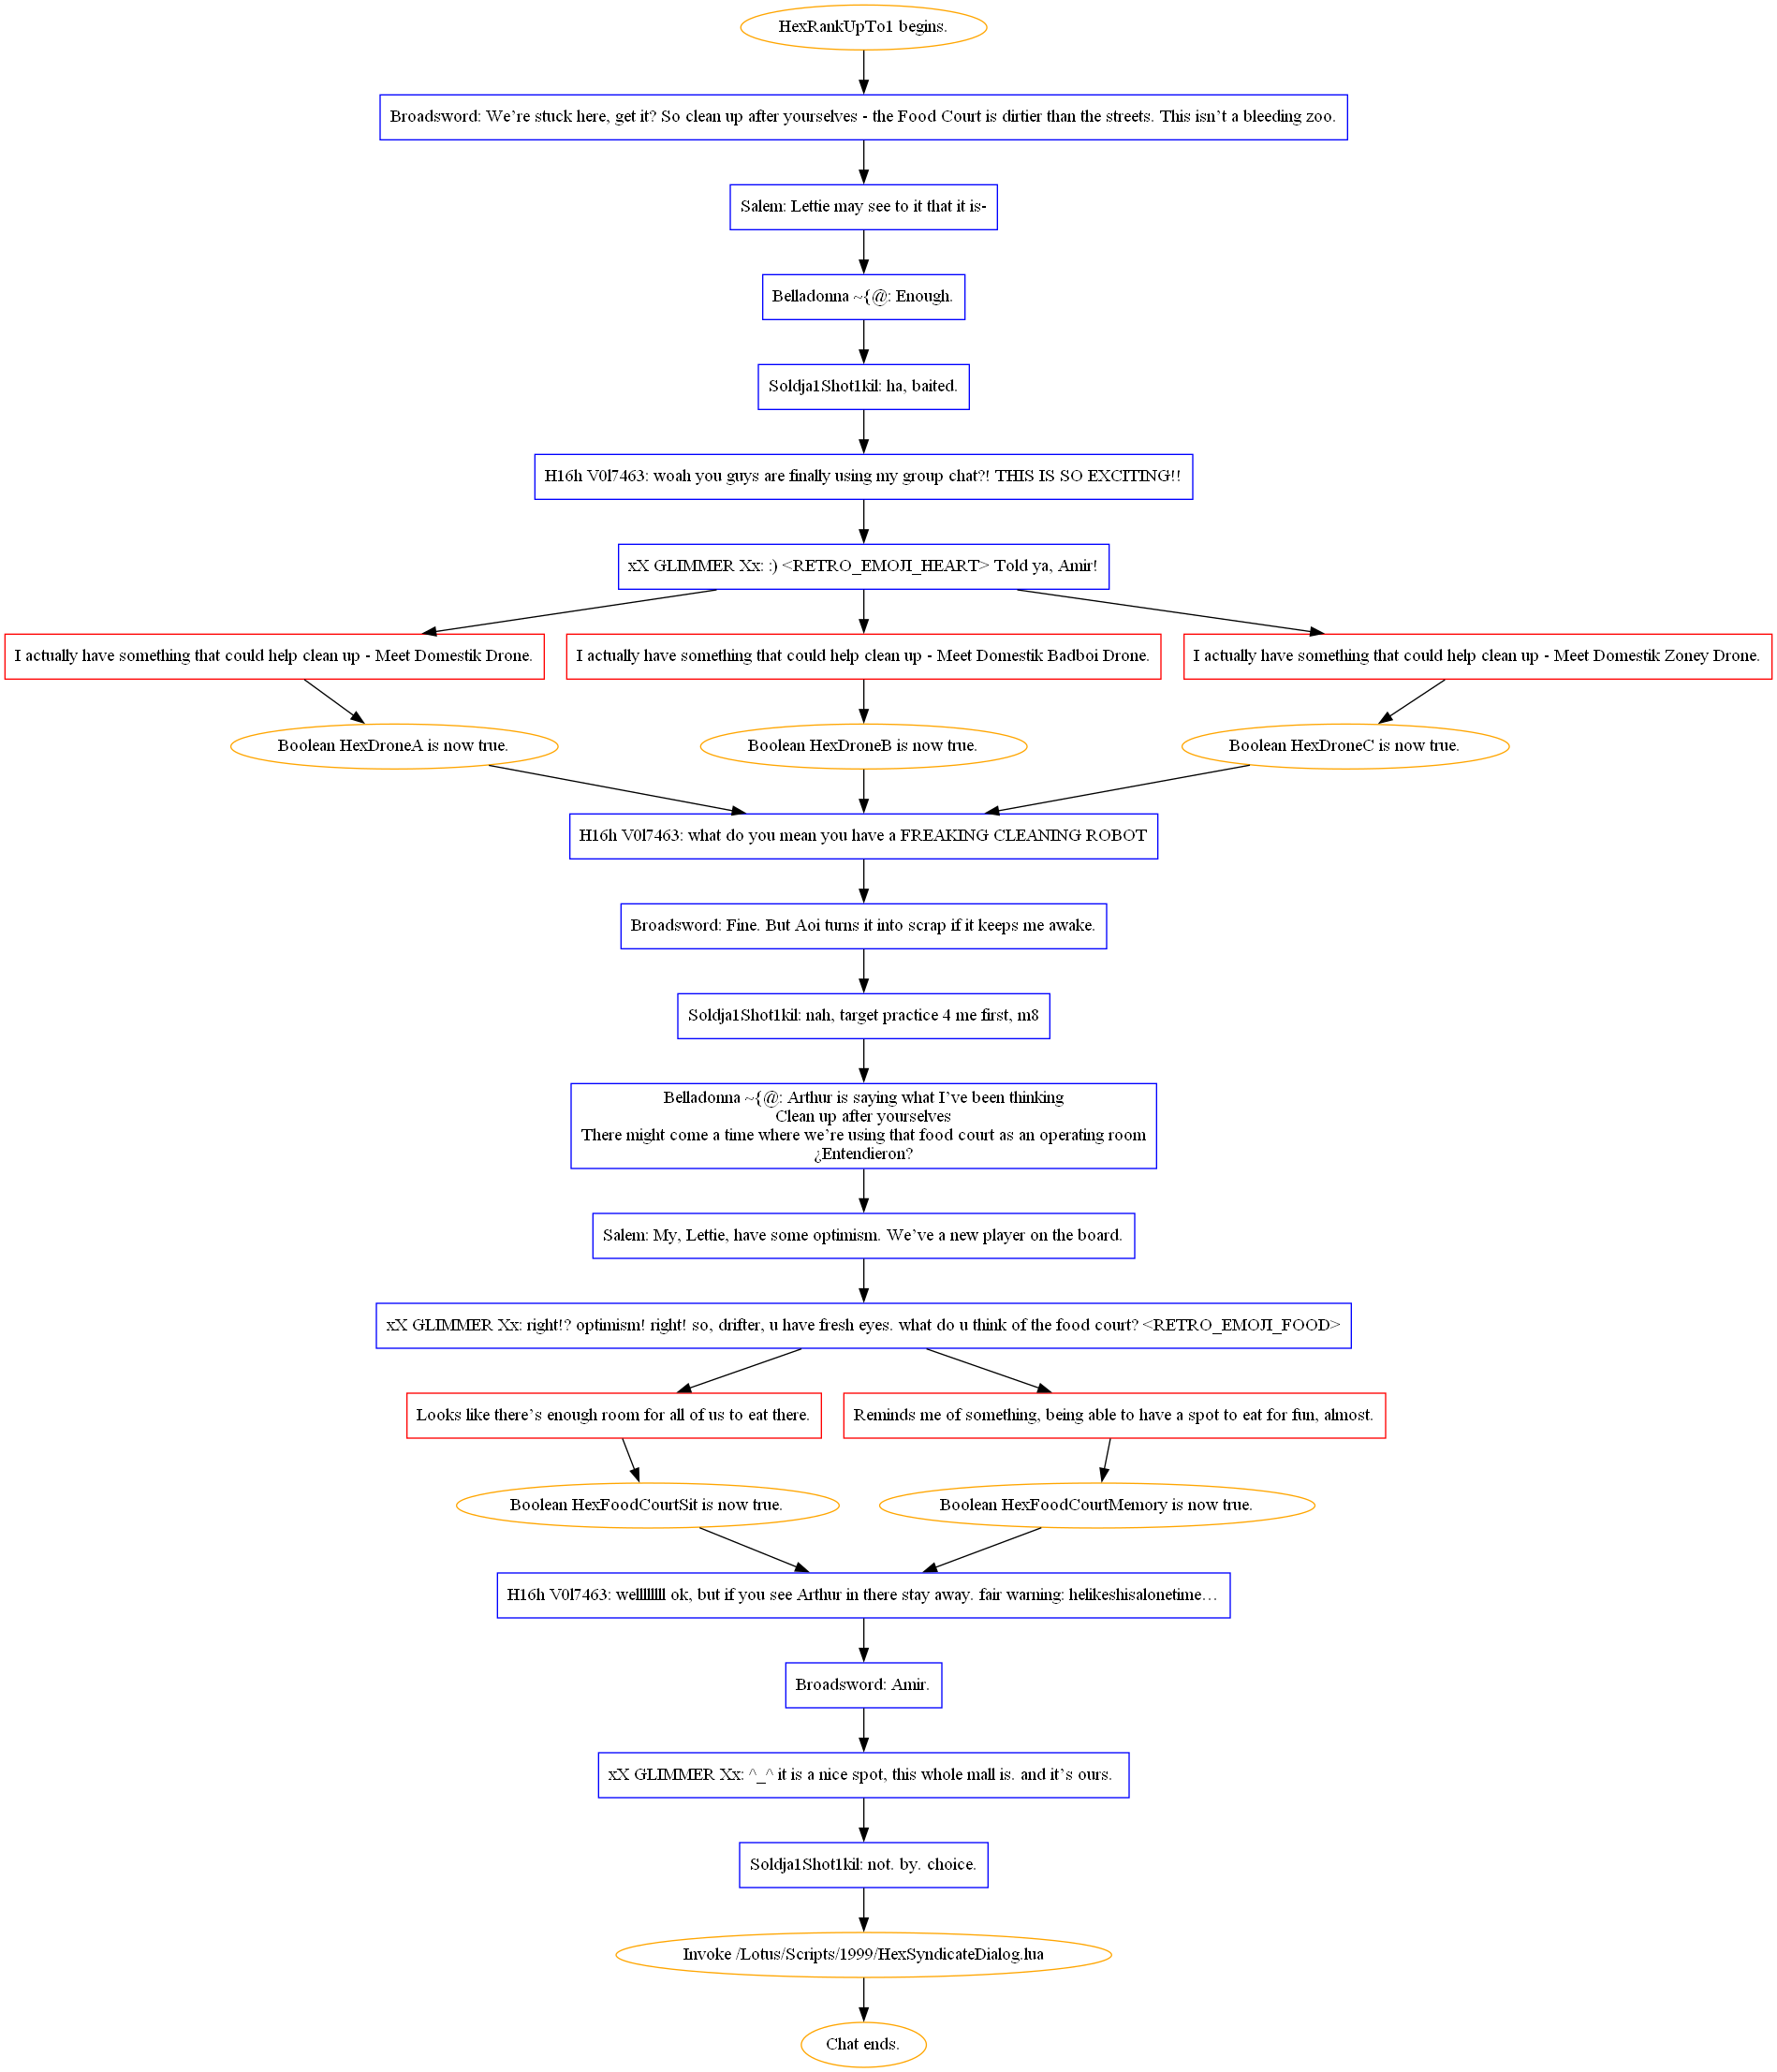 HexRankUpTo1 begins.
Broadsword: We’re stuck here, get it? So clean up after yourselves - the Food Court is dirtier than the streets. This isn’t a bleeding zoo.
Salem: Lettie may see to it that it is-
Belladonna ~{@: Enough.
Soldja1Shot1kil: ha, baited.
H16h V0l7463: woah you guys are finally using my group chat?! THIS IS SO EXCITING!!
xX GLIMMER Xx: :) <RETRO_EMOJI_HEART> Told ya, Amir!
I actually have something that could help clean up - Meet Domestik Drone.
I actually have something that could help clean up - Meet Domestik Badboi Drone.
I actually have something that could help clean up - Meet Domestik Zoney Drone.
Boolean HexDroneA is now true.
Boolean HexDroneB is now true.
Boolean HexDroneC is now true.
H16h V0l7463: what do you mean you have a FREAKING CLEANING ROBOT
Broadsword: Fine. But Aoi turns it into scrap if it keeps me awake.
Soldja1Shot1kil: nah, target practice 4 me first, m8
Belladonna ~{@: Arthur is saying what I’ve been thinking
Clean up after yourselves
There might come a time where we’re using that food court as an operating room
¿Entendieron?
Salem: My, Lettie, have some optimism. We’ve a new player on the board.
xX GLIMMER Xx: right!? optimism! right! so, drifter, u have fresh eyes. what do u think of the food court? <RETRO_EMOJI_FOOD>
Looks like there’s enough room for all of us to eat there.
Reminds me of something, being able to have a spot to eat for fun, almost.
Boolean HexFoodCourtSit is now true.
Boolean HexFoodCourtMemory is now true.
H16h V0l7463: wellllllll ok, but if you see Arthur in there stay away. fair warning: helikeshisalonetime…
Broadsword: Amir.
xX GLIMMER Xx: ^_^ it is a nice spot, this whole mall is. and it’s ours.
Soldja1Shot1kil: not. by. choice.
Invoke /Lotus/Scripts/1999/HexSyndicateDialog.lua
Chat ends.